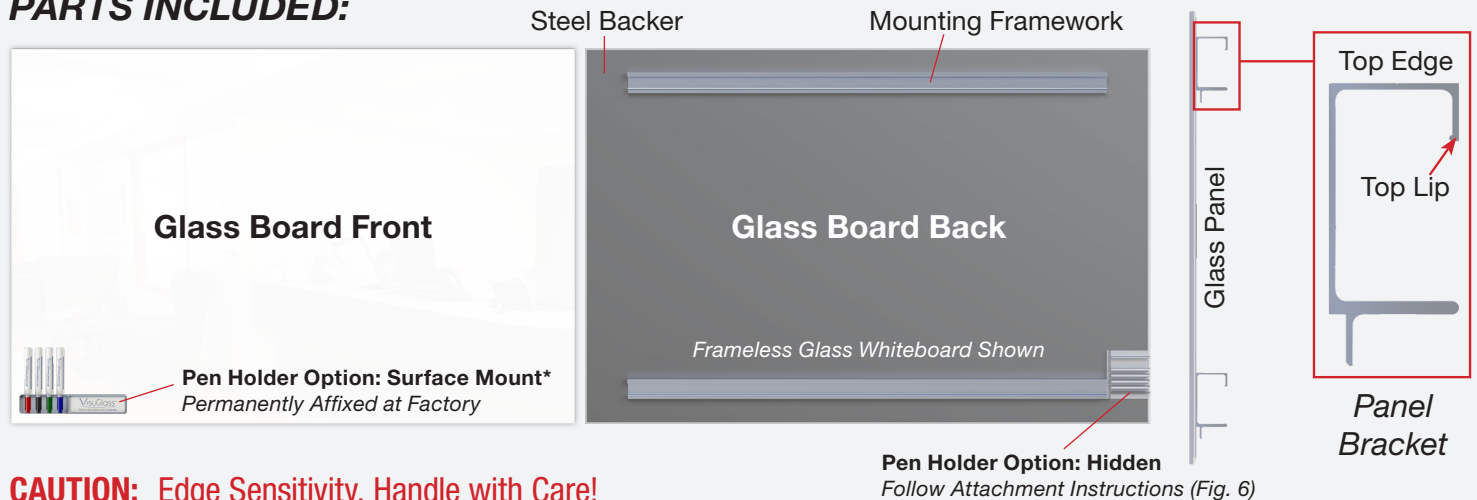 PARTS INCLUDED:
Steel Backer
Mounting Framework
Top Edge
Top Lip
Glass Panel
Glass Board Front
Glass Board Back
Frameless Glass Whiteboard Shown
Pen Holder Option: Surface Mount*
Permanently Affixed at Factory
VisuGlass
Panel
Bracket
Pen Holder Option: Hidden
Follow Attachment Instructions (Fig. 6)
CAUTION: Edge Sensitivity, Handle with Care!